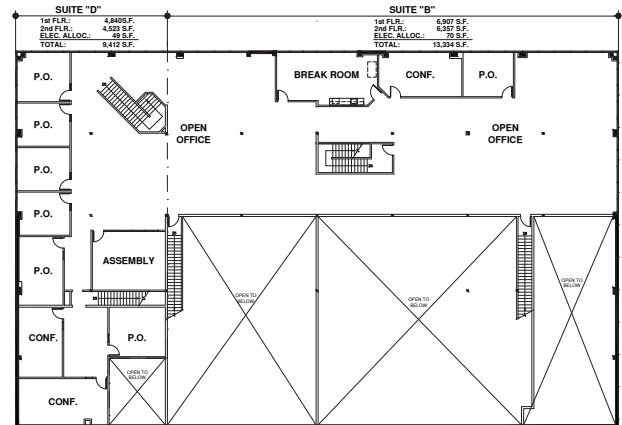 SUITE "D"
1st FLR.: 4,840S.F.
2nd FLR.: 4,523 S.F.
ELEC. ALLOC.: 49 S.F.
TOTAL: 9,412 S.F.
SUITE "B"
1st FLR.: 6,907 S.F.
2nd FLR.: 6,357 S.F.
ELEC. ALLOC.: 70 S.F.
TOTAL: 13,334 S.F.
P.O.
BREAK ROOM
CONF.
P.O.
P.O.
OPEN
OFFICE
OPEN
OFFICE
P.O.
P.O.
P.O.
ASSEMBLY
OPEN TO
BELOW
OPEN TO
BELOW
OPEN TO
BELOW
CONF.
P.O.
OPEN TO
BELOW
CONF.